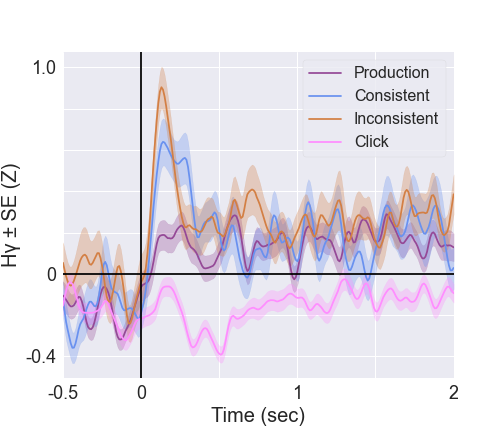 Production
Consistent
Inconsistent
Click
1.0
0
-0.4
Hγ ± SE (Z)
-0.5
0
1
2
Time (sec)